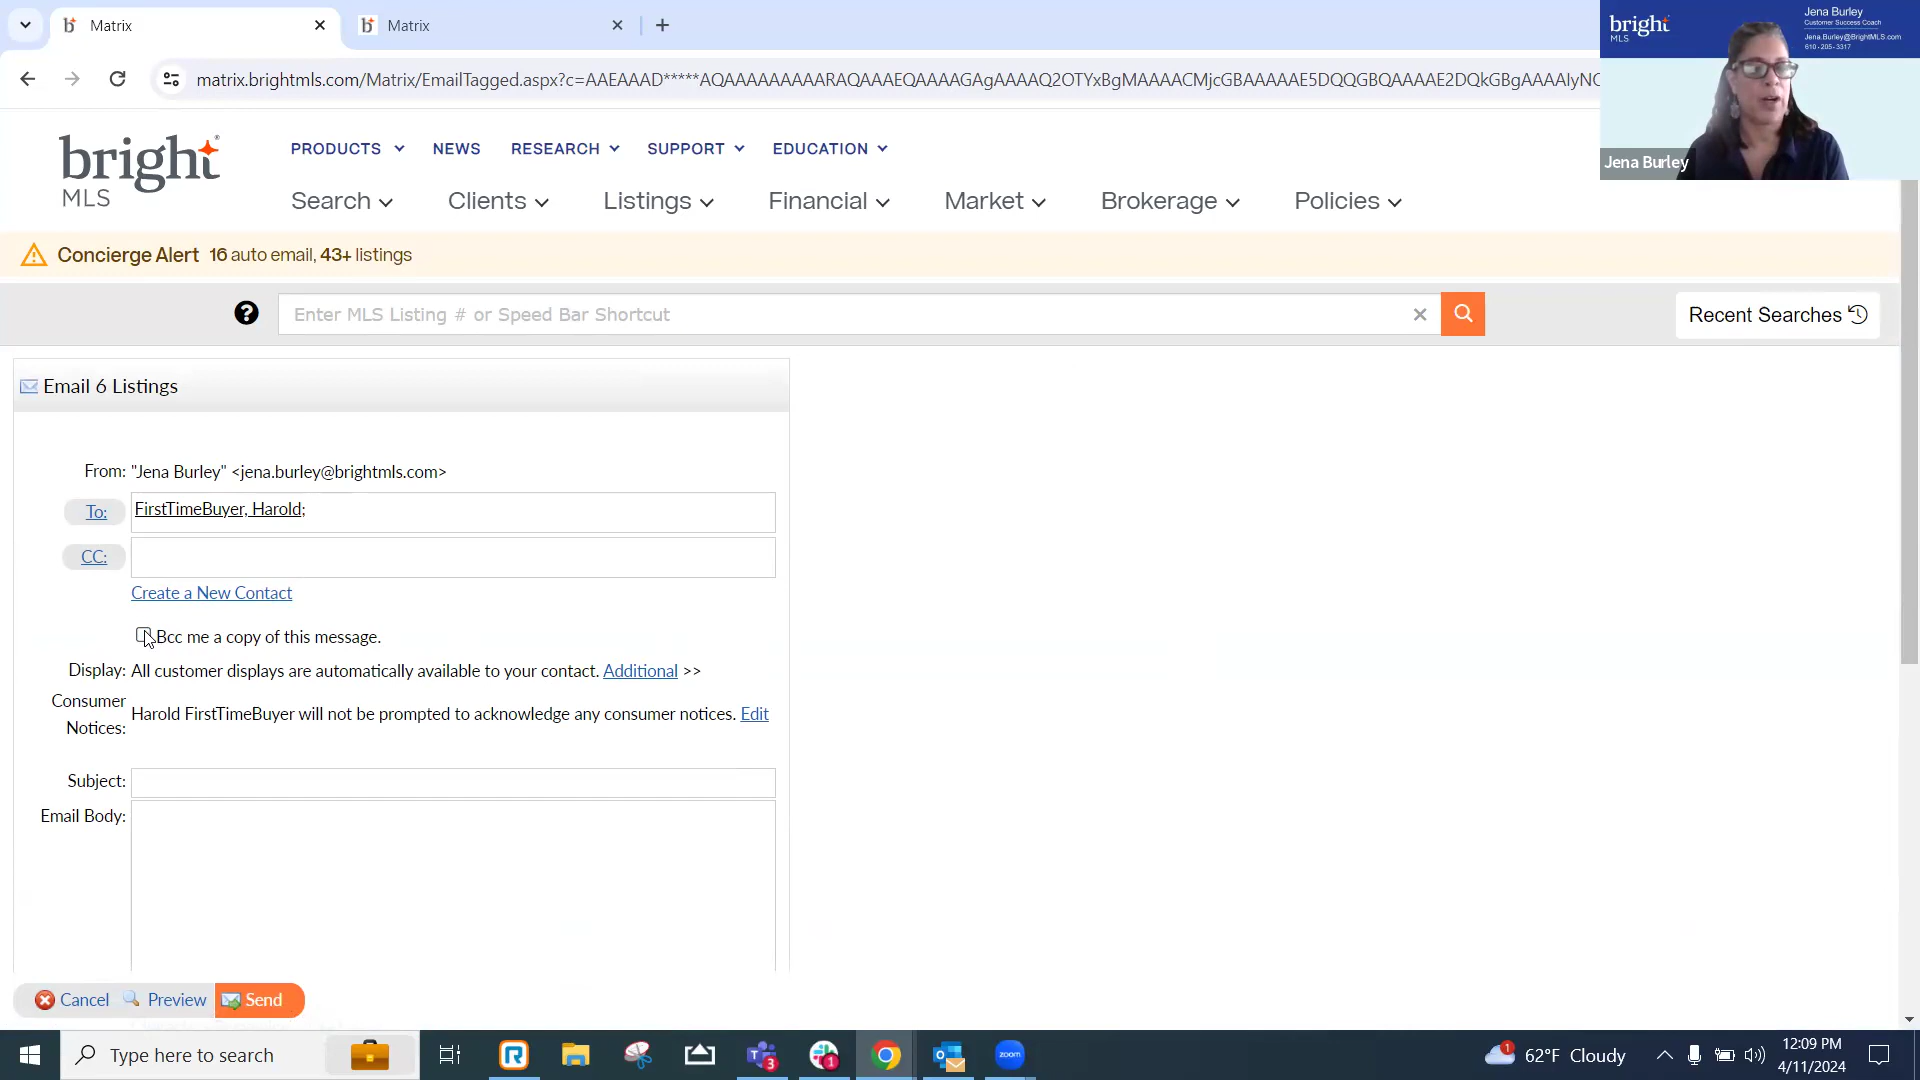 Matrix
Matrix
matrix.brightmls.com/Matrix/EmailTagged.aspx?c=AAEAAAD*****AQAAAAAAAAARAQAAAEQAAAAGAgAAAAQ2OTYxBgMAAAACMjcGBAAAAAE5DQQGBQAAAAE2DQkGBgAAAAIyNC
bright MLS
Jena Burley
Customer Success Coach
Jena.Burley@BrightMLS.com
610-205-3317
Jena Burley
bright
MLS
PRODUCTS NEWS RESEARCH SUPPORT EDUCATION
Search Clients Listings Financial Market Brokerage Policies
Concierge Alert 16 auto email, 43+ listings
? Enter MLS Listing # or Speed Bar Shortcut
Recent Searches
Email 6 Listings
From: "Jena Burley" <jena.burley@brightmls.com>
To: FirstTimeBuyer, Harold;
CC:
Create a New Contact
Bcc me a copy of this message.
Display: All customer displays are automatically available to your contact. Additional >>
Consumer Notices: Harold FirstTimeBuyer will not be prompted to acknowledge any consumer notices. Edit
Subject:
Email Body:
Cancel Preview Send
Type here to search
R
3
1
zoom
1
62°F Cloudy
12:09 PM
4/11/2024